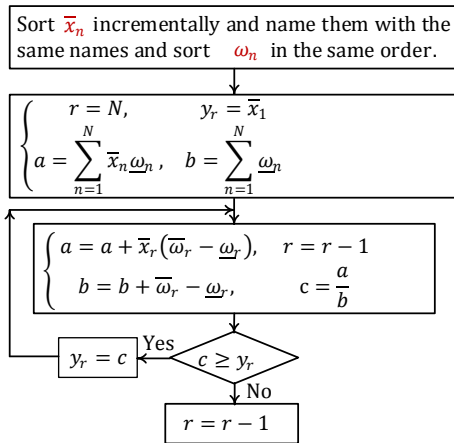 Sort x̅ₙ incrementally and name them with the
same names and sort ωₙ in the same order.
r = N, yᵣ = x̅₁
a = ∑ₙ₌₁ᴺ x̅ₙω̲ₙ , b = ∑ₙ₌₁ᴺ ω̲ₙ
a = a + x̅ᵣ(ω̅ᵣ − ω̲ᵣ), r = r − 1
b = b + ω̅ᵣ − ω̲ᵣ, c = a/b
c ≥ yᵣ
Yes
yᵣ = c
No
r = r − 1